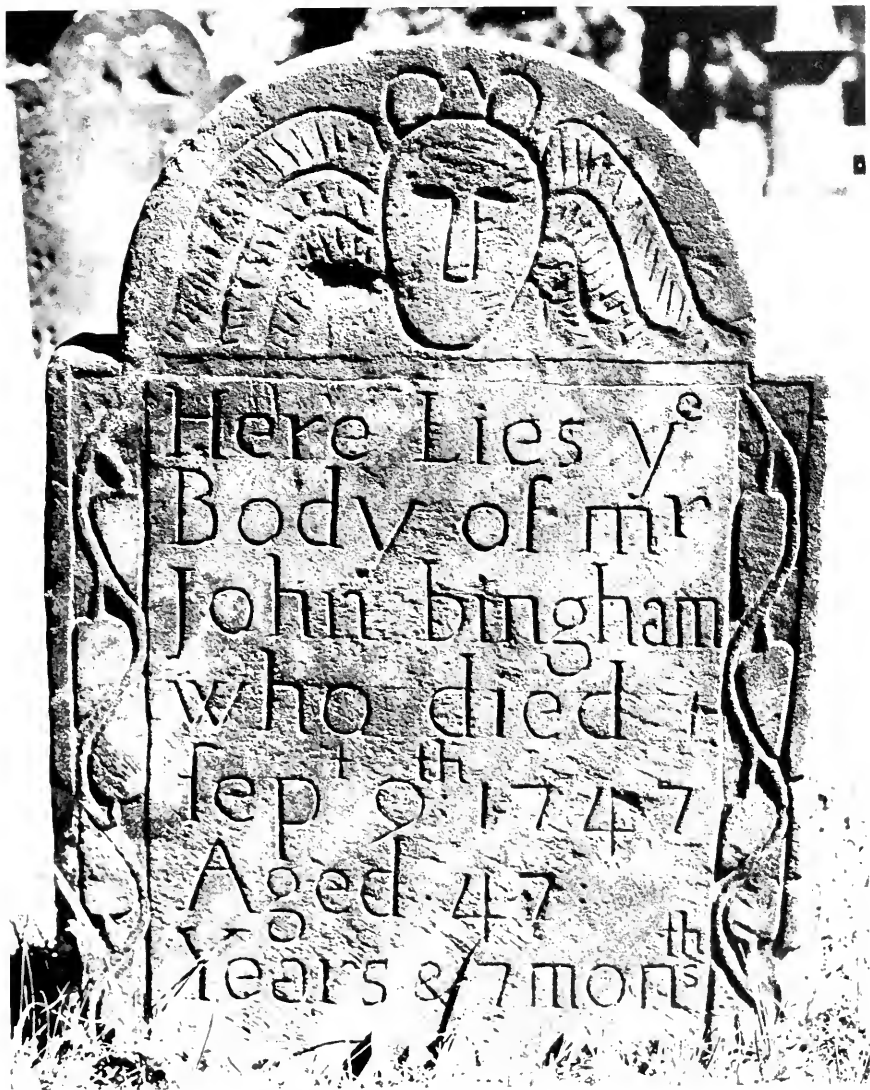 Here Lies yᵉ
Body of mr
John bingham
who died
ſepᵗ 9ᵗʰ 1747
Aged 47
Years & 7 monᵗʰˢ